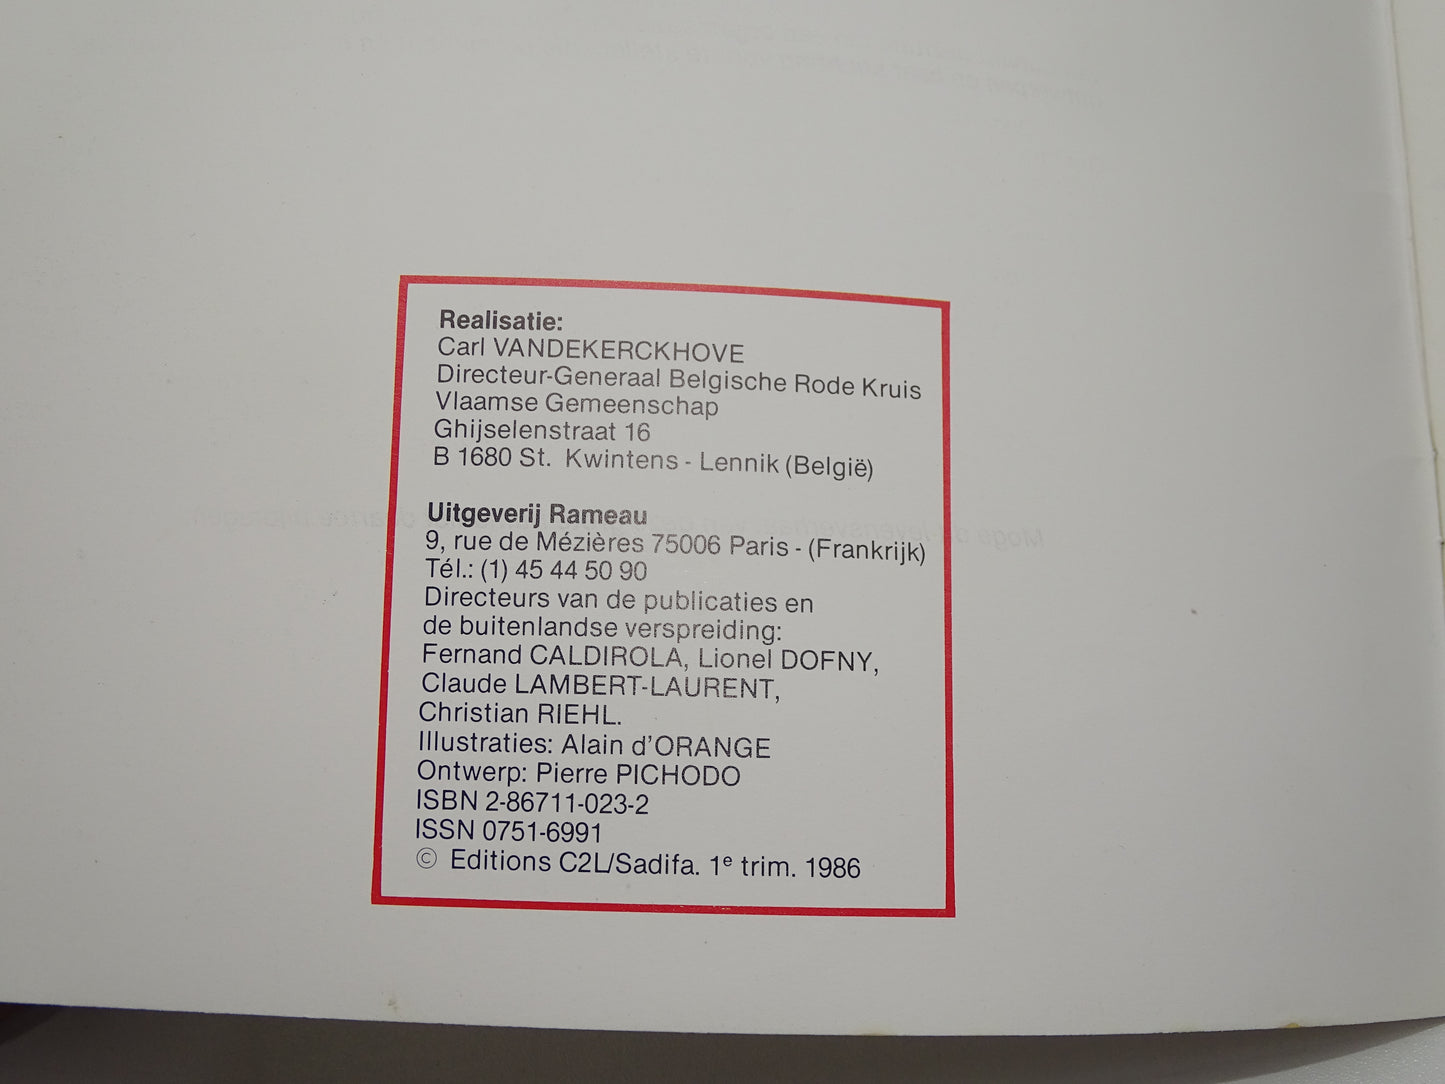 Realisatie:
Carl VANDEKERCKHOVE
Directeur-Generaal Belgische Rode Kruis
Vlaamse Gemeenschap
Ghijselenstraat 16
B 1680 St. Kwintens - Lennik (België)
Uitgeverij Rameau
9, rue de Mézières 75006 Paris - (Frankrijk)
Tél.: (1) 45 44 50 90
Directeurs van de publicaties en
de buitenlandse verspreiding:
Fernand CALDIROLA, Lionel DOFNY,
Claude LAMBERT-LAURENT,
Christian RIEHL.
Illustraties: Alain d'ORANGE
Ontwerp: Pierre PICHODO
ISBN 2-86711-023-2
ISSN 0751-6991
© Editions C2L/Sadifa. 1e trim. 1986